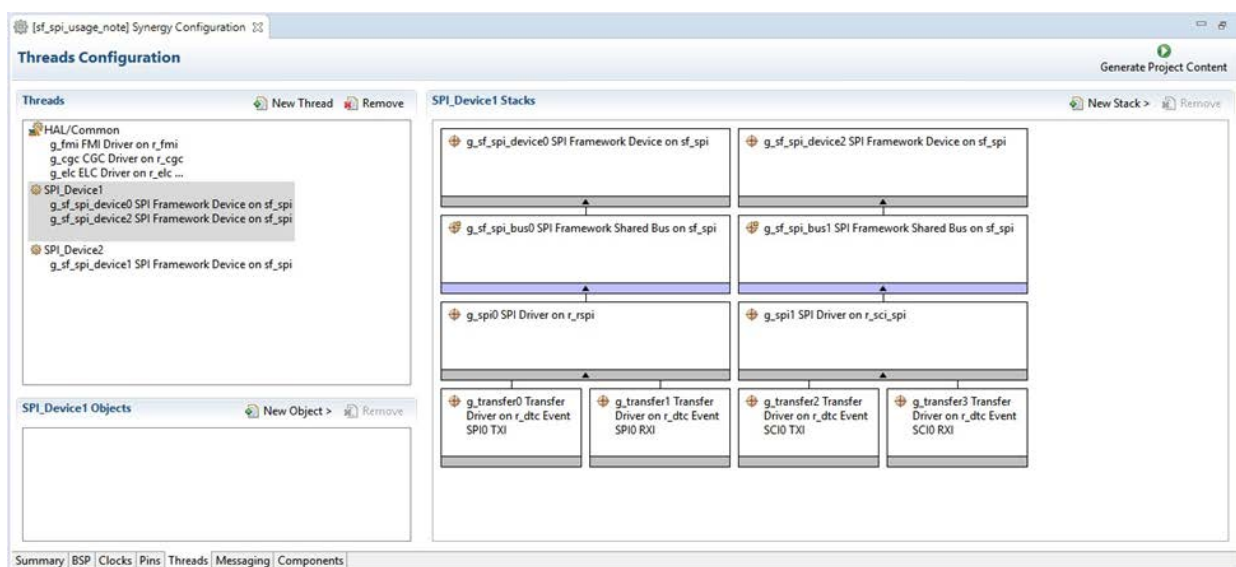 [sf_spi_usage_note] Synergy Configuration
Threads Configuration
Generate Project Content
Threads
New Thread
Remove
HAL/Common
g_fmi FMI Driver on r_fmi
g_cgc CGC Driver on r_cgc
g_elc ELC Driver on r_elc ...
SPI_Device1
g_sf_spi_device0 SPI Framework Device on sf_spi
g_sf_spi_device2 SPI Framework Device on sf_spi
SPI_Device2
g_sf_spi_device1 SPI Framework Device on sf_spi
SPI_Device1 Objects
New Object >
Remove
SPI_Device1 Stacks
New Stack >
Remove
g_sf_spi_device0 SPI Framework Device on sf_spi
g_sf_spi_device2 SPI Framework Device on sf_spi
g_sf_spi_bus0 SPI Framework Shared Bus on sf_spi
g_sf_spi_bus1 SPI Framework Shared Bus on sf_spi
g_spi0 SPI Driver on r_rspi
g_spi1 SPI Driver on r_sci_spi
g_transfer0 Transfer
Driver on r_dtc Event
SPI0 TXI
g_transfer1 Transfer
Driver on r_dtc Event
SPI0 RXI
g_transfer2 Transfer
Driver on r_dtc Event
SCI0 TXI
g_transfer3 Transfer
Driver on r_dtc Event
SCI0 RXI
Summary BSP Clocks Pins Threads Messaging Components